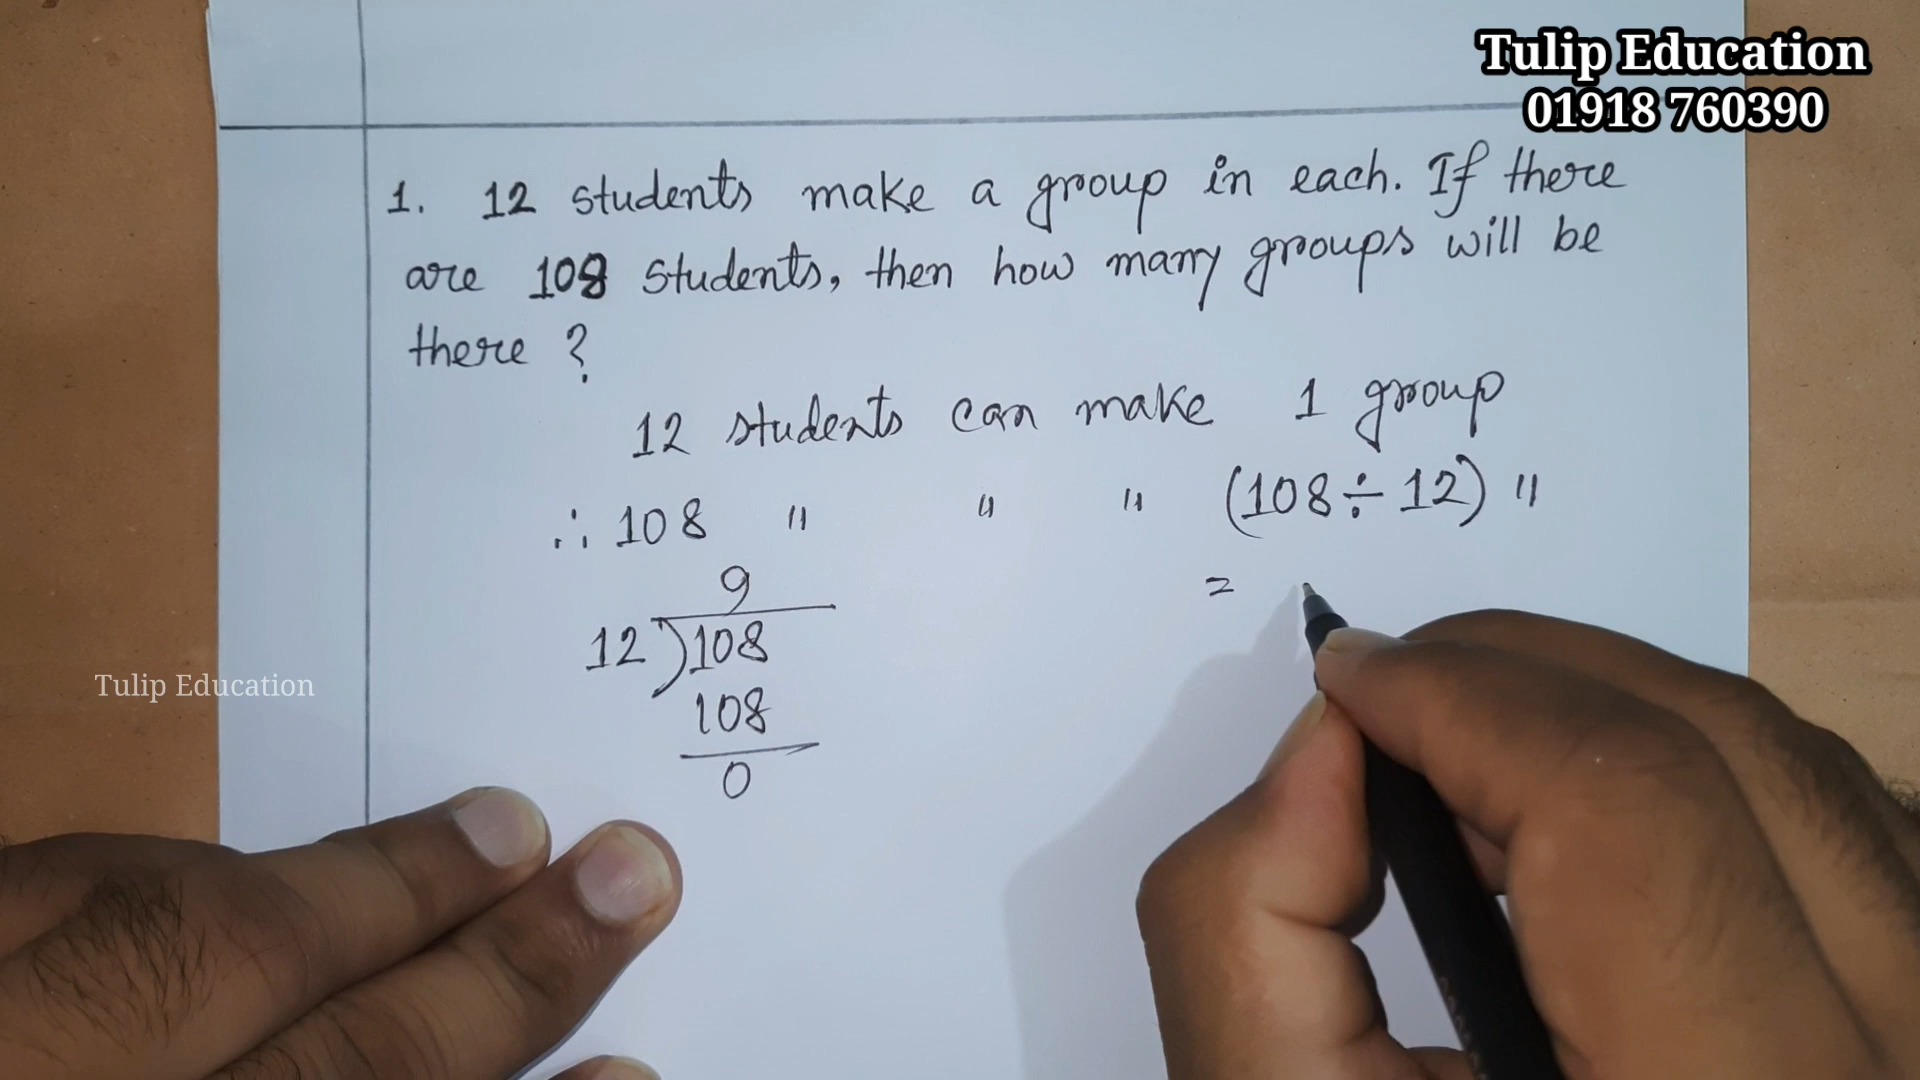 Tulip Education
01918 760390
1. 12 students make a group in each. If there
are 108 students, then how many groups will be
there ?
12 students can make 1 group
∴ 108 " " " (108 ÷ 12) "
=
9
12 ) 108
108
0
Tulip Education